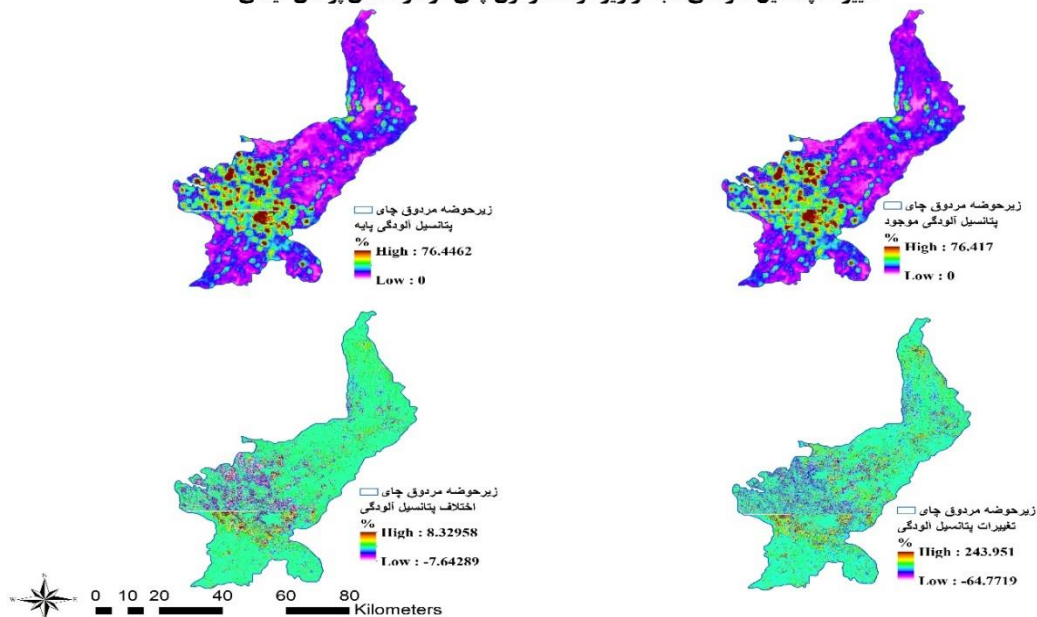 زیرحوضه مردوق چای
پتانسیل آلودگی پایه
%
High : 76.4462
Low : 0
زیرحوضه مردوق چای
پتانسیل آلودگی موجود
%
High : 76.417
Low : 0
زیرحوضه مردوق چای
اختلاف پتانسیل آلودگی
%
High : 8.32958
Low : -7.64289
زیرحوضه مردوق چای
تغییرات پتانسیل آلودگی
%
High : 243.951
Low : -64.7719
0 10 20 40 60 80
Kilometers